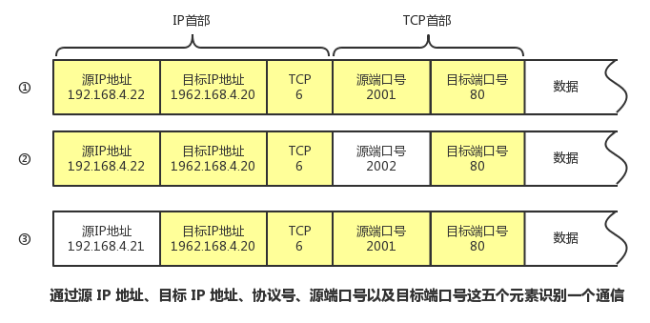 IP首部 TCP首部
① 源IP地址 目标IP地址 TCP 源端口号 目标端口号 数据
192.168.4.22 1962.168.4.20 6 2001 80
② 源IP地址 目标IP地址 TCP 源端口号 目标端口号 数据
192.168.4.22 1962.168.4.20 6 2002 80
③ 源IP地址 目标IP地址 TCP 源端口号 目标端口号 数据
192.168.4.21 1962.168.4.20 6 2001 80
通过源 IP 地址、目标 IP 地址、协议号、源端口号以及目标端口号这五个元素识别一个通信